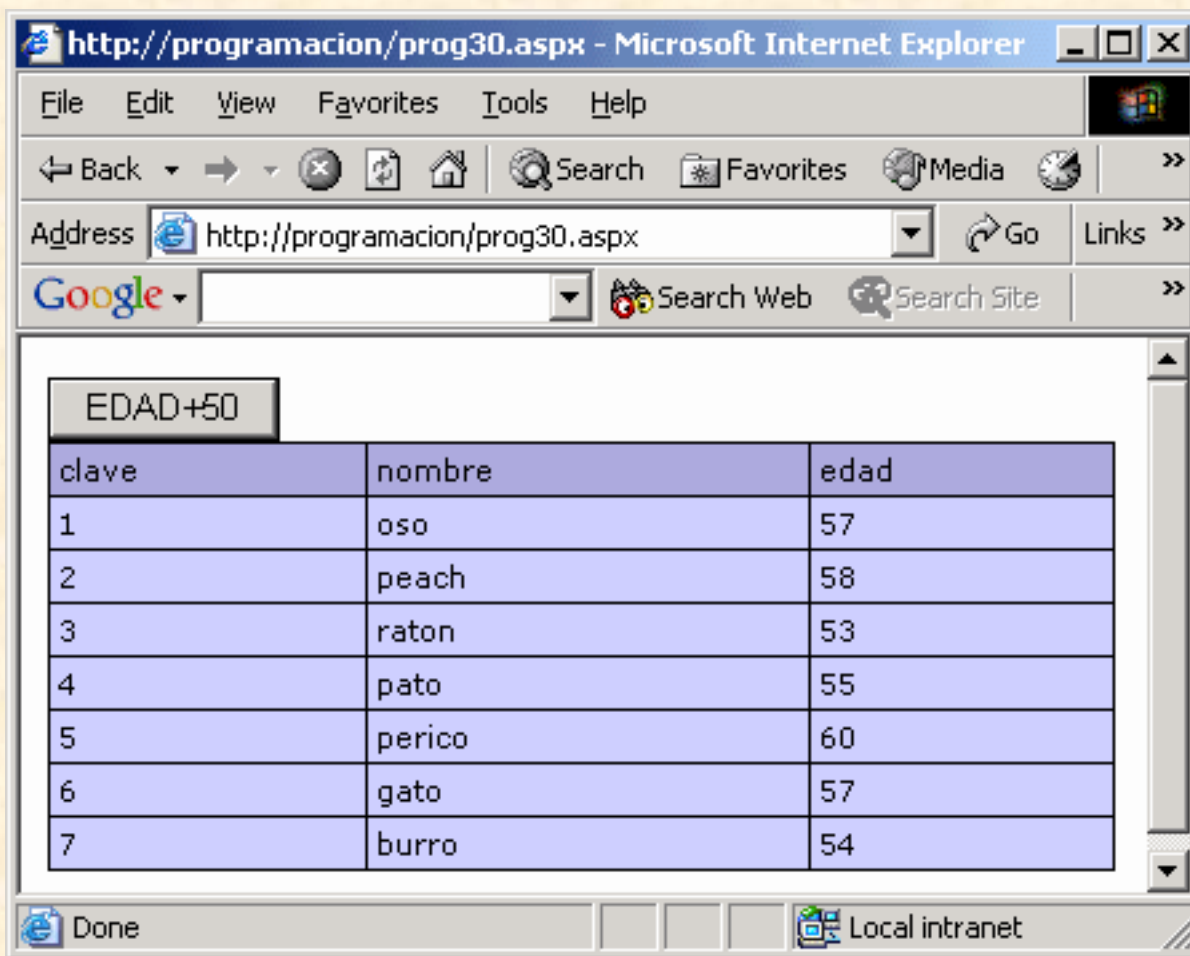 http://programacion/prog30.aspx - Microsoft Internet Explorer
File Edit View Favorites Tools Help
Back Search Favorites Media
Address http://programacion/prog30.aspx Go Links
Google Search Web Search Site
EDAD+50
clave nombre edad
1 oso 57
2 peach 58
3 raton 53
4 pato 55
5 perico 60
6 gato 57
7 burro 54
Done Local intranet